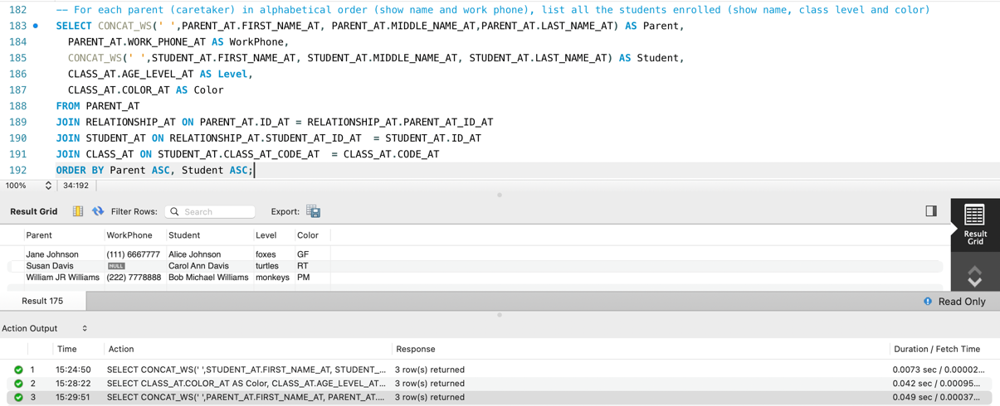 182 -- For each parent (caretaker) in alphabetical order (show name and work phone), list all the students enrolled (show name, class level and color)
183 SELECT CONCAT_WS(' ',PARENT_AT.FIRST_NAME_AT, PARENT_AT.MIDDLE_NAME_AT,PARENT_AT.LAST_NAME_AT) AS Parent,
184 PARENT_AT.WORK_PHONE_AT AS WorkPhone,
185 CONCAT_WS(' ',STUDENT_AT.FIRST_NAME_AT, STUDENT_AT.MIDDLE_NAME_AT, STUDENT_AT.LAST_NAME_AT) AS Student,
186 CLASS_AT.AGE_LEVEL_AT AS Level,
187 CLASS_AT.COLOR_AT AS Color
188 FROM PARENT_AT
189 JOIN RELATIONSHIP_AT ON PARENT_AT.ID_AT = RELATIONSHIP_AT.PARENT_AT_ID_AT
190 JOIN STUDENT_AT ON RELATIONSHIP_AT.STUDENT_AT_ID_AT  = STUDENT_AT.ID_AT
191 JOIN CLASS_AT ON STUDENT_AT.CLASS_AT_CODE_AT  = CLASS_AT.CODE_AT
192 ORDER BY Parent ASC, Student ASC;
100% 34:192
Result Grid Filter Rows: Search Export:
Parent WorkPhone Student Level Color
Jane Johnson (111) 6667777 Alice Johnson foxes GF
Susan Davis NULL Carol Ann Davis turtles RT
William JR Williams (222) 7778888 Bob Michael Williams monkeys PM
Result
Grid
Result 175 Read Only
Action Output
Time Action Response Duration / Fetch Time
1 15:24:50 SELECT CONCAT_WS(' ',STUDENT_AT.FIRST_NAME_AT, STUDENT_... 3 row(s) returned 0.0073 sec / 0.00002...
2 15:28:22 SELECT CLASS_AT.COLOR_AT AS Color, CLASS_AT.AGE_LEVEL_AT... 3 row(s) returned 0.042 sec / 0.00095...
3 15:29:51 SELECT CONCAT_WS(' ',PARENT_AT.FIRST_NAME_AT, PARENT_AT.... 3 row(s) returned 0.049 sec / 0.00037...